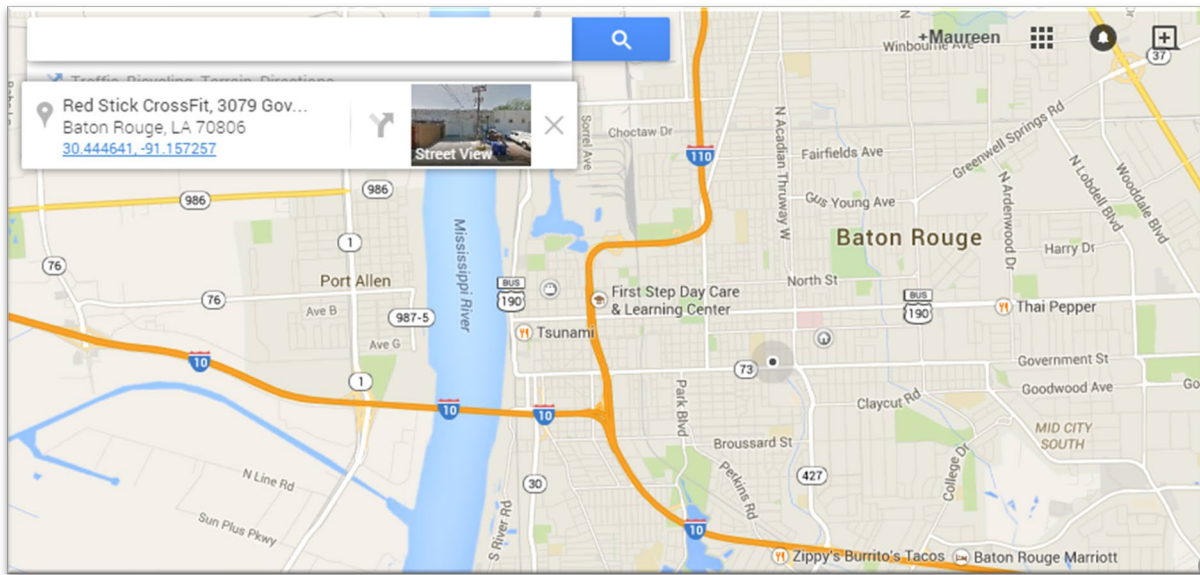 +Maureen
Winbourne Ave
N
Dr
37
Traffic, Bicycling, Terrain, Directions
Red Stick CrossFit, 3079 Gov...
Baton Rouge, LA 70806
30.444641, -91.157257
Street View
Sorrel Ave
Choctaw Dr
110
N Acadian Thruway W
Fairfields Ave
Greenwell Springs Rd
N Lobdell Blvd
Wooddale Blvd
N Ardenwood Dr
Gus Young Ave
986
986
1
Mississippi River
Baton Rouge
Harry Dr
76
Port Allen
North St
BUS
190
First Step Day Care
& Learning Center
BUS
190
Thai Pepper
76
Ave B
987-5
Tsunami
Ave G
10
73
Government St
1
Goodwood Ave
Go
Park Blvd
Claycut Rd
10
10
MID CITY
SOUTH
Broussard St
College Dr
Perkins Rd
427
N Line Rd
30
S River Rd
Sun Plus Pkwy
10
Zippy's Burrito's Tacos
Baton Rouge Marriott